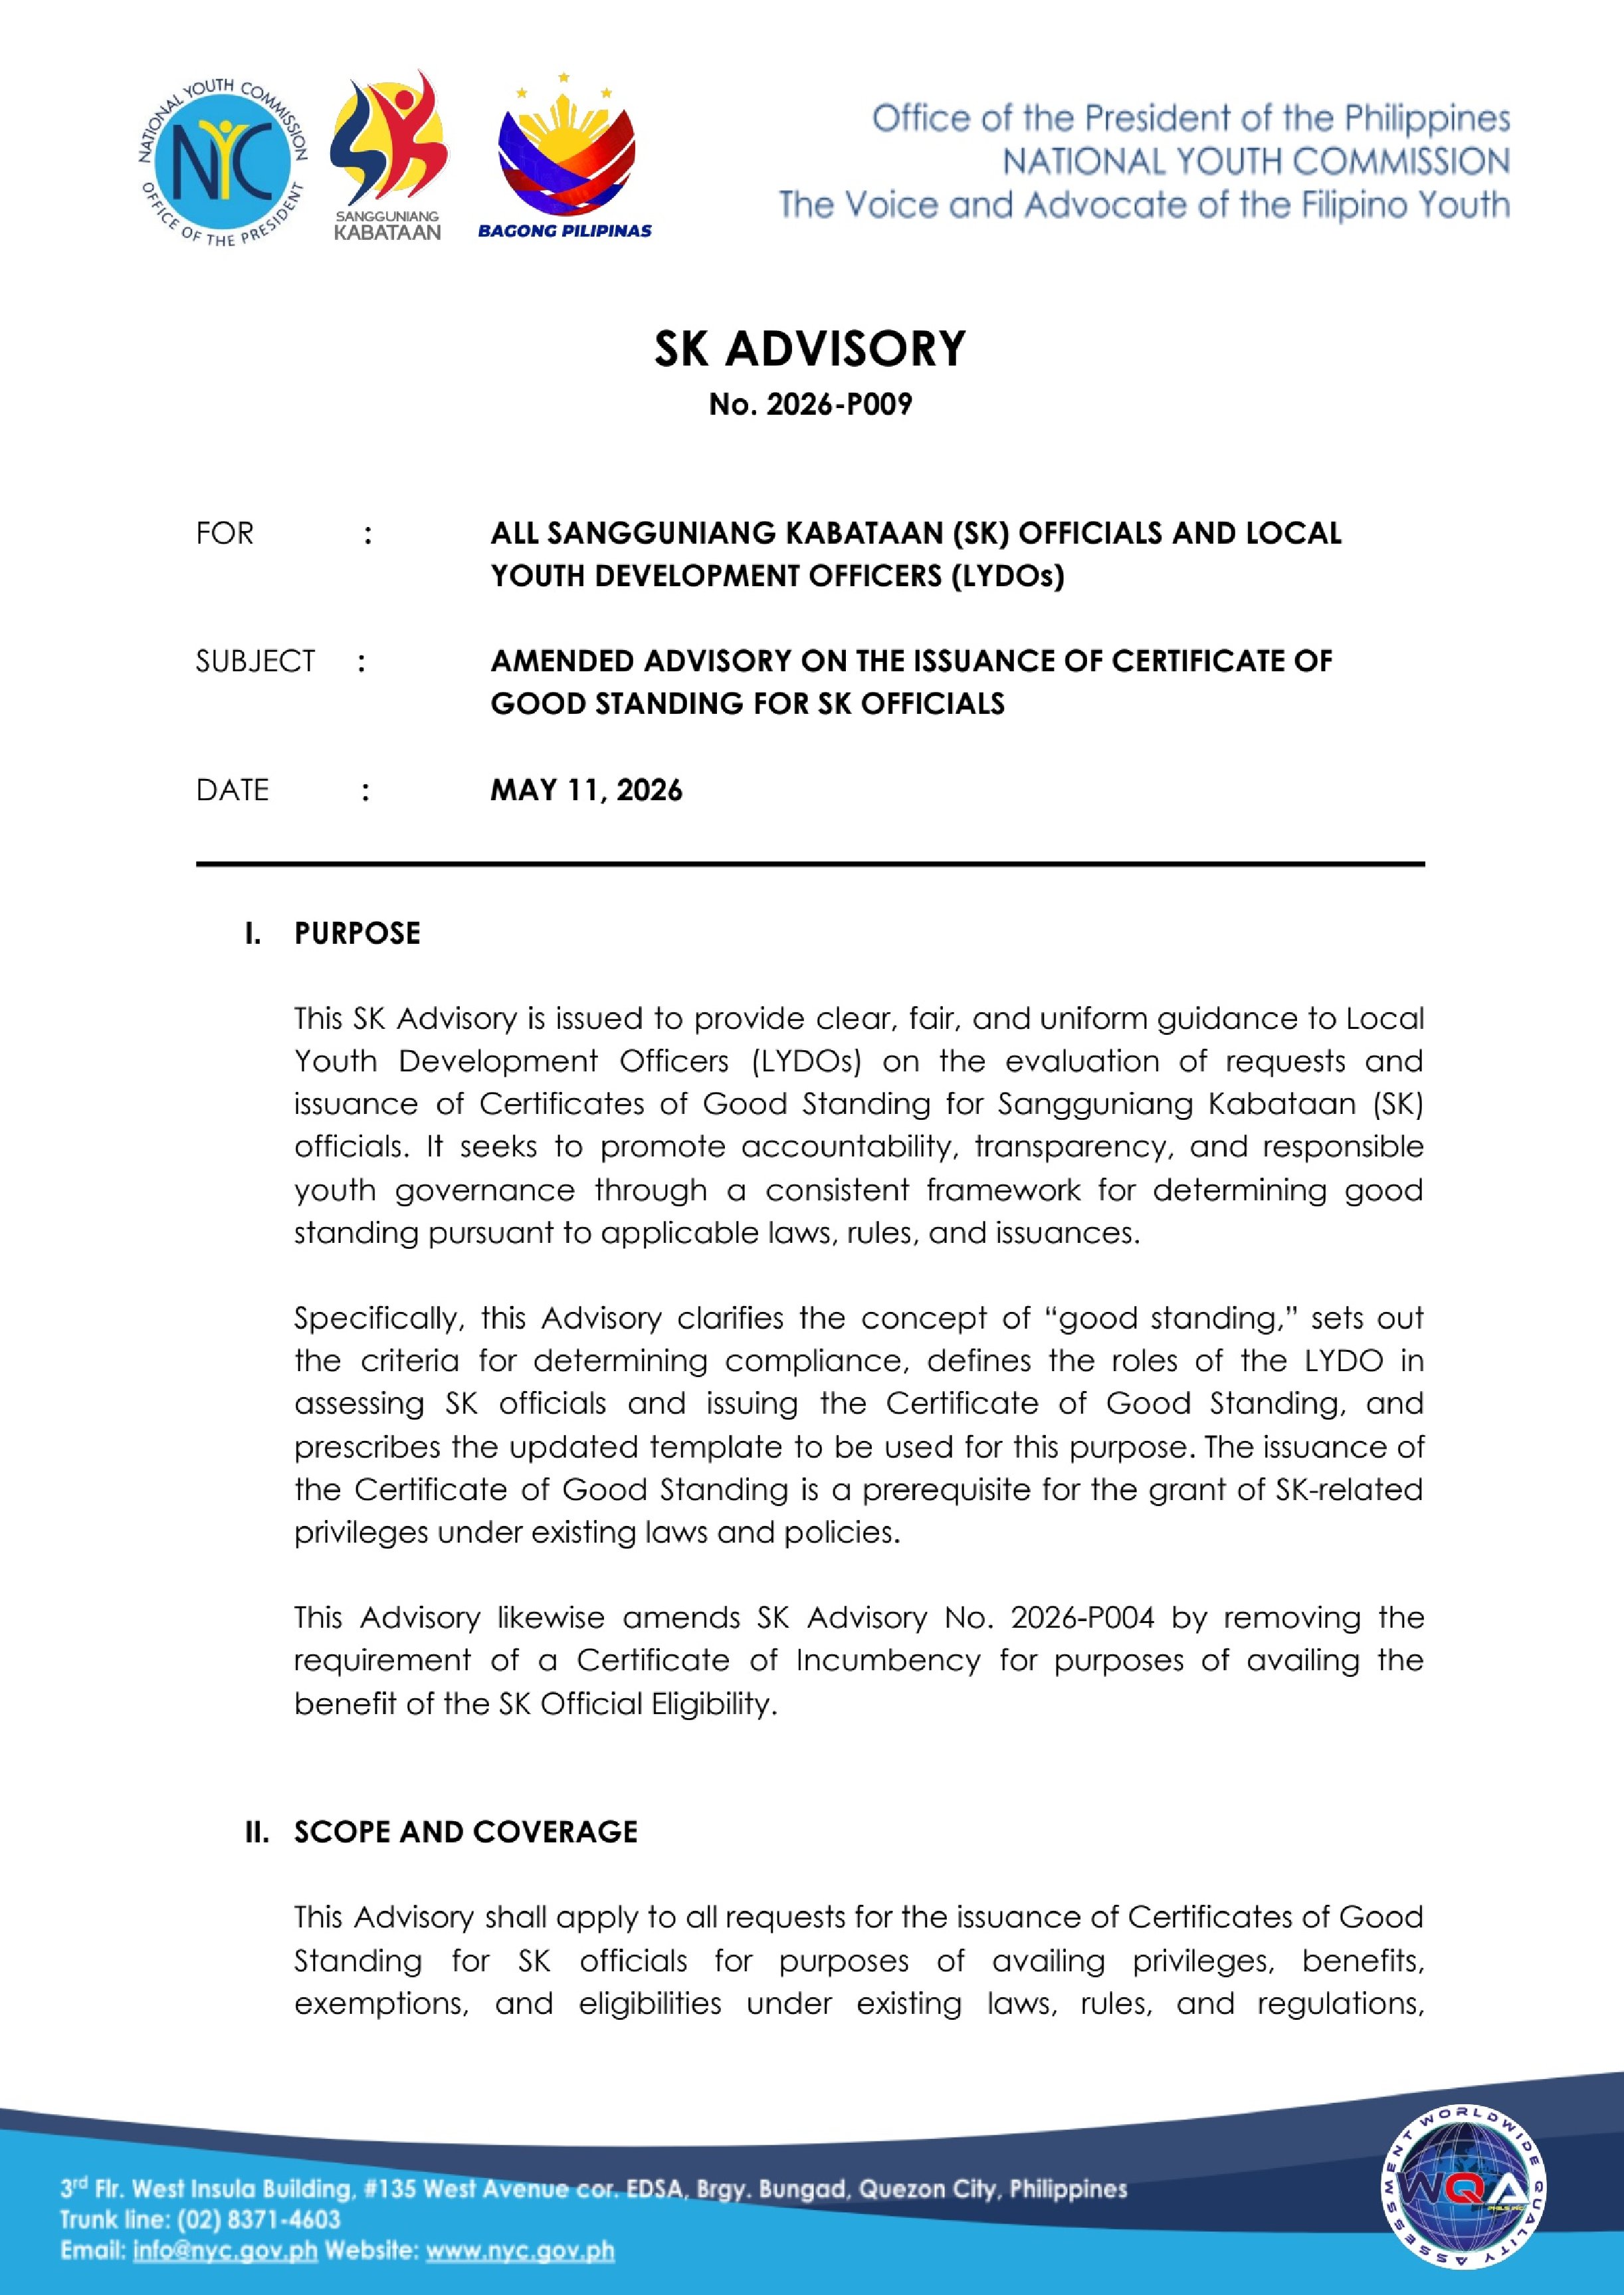 NATIONAL YOUTH COMMISSION
NYC
OFFICE OF THE PRESIDENT
SANGGUNIANG
KABATAAN
BAGONG PILIPINAS
Office of the President of the Philippines
NATIONAL YOUTH COMMISSION
The Voice and Advocate of the Filipino Youth
SK ADVISORY
No. 2026-P009
FOR : ALL SANGGUNIANG KABATAAN (SK) OFFICIALS AND LOCAL
YOUTH DEVELOPMENT OFFICERS (LYDOs)
SUBJECT : AMENDED ADVISORY ON THE ISSUANCE OF CERTIFICATE OF
GOOD STANDING FOR SK OFFICIALS
DATE : MAY 11, 2026
I. PURPOSE
This SK Advisory is issued to provide clear, fair, and uniform guidance to Local
Youth Development Officers (LYDOs) on the evaluation of requests and
issuance of Certificates of Good Standing for Sangguniang Kabataan (SK)
officials. It seeks to promote accountability, transparency, and responsible
youth governance through a consistent framework for determining good
standing pursuant to applicable laws, rules, and issuances.
Specifically, this Advisory clarifies the concept of “good standing,” sets out
the criteria for determining compliance, defines the roles of the LYDO in
assessing SK officials and issuing the Certificate of Good Standing, and
prescribes the updated template to be used for this purpose. The issuance of
the Certificate of Good Standing is a prerequisite for the grant of SK-related
privileges under existing laws and policies.
This Advisory likewise amends SK Advisory No. 2026-P004 by removing the
requirement of a Certificate of Incumbency for purposes of availing the
benefit of the SK Official Eligibility.
II. SCOPE AND COVERAGE
This Advisory shall apply to all requests for the issuance of Certificates of Good
Standing for SK officials for purposes of availing privileges, benefits,
exemptions, and eligibilities under existing laws, rules, and regulations,
3rd Flr. West Insula Building, #135 West Avenue cor. EDSA, Brgy. Bungad, Quezon City, Philippines
Trunk line: (02) 8371-4603
Email: info@nyc.gov.ph Website: www.nyc.gov.ph
WORLDWIDE QUALITY ASSESSMENT
WQA